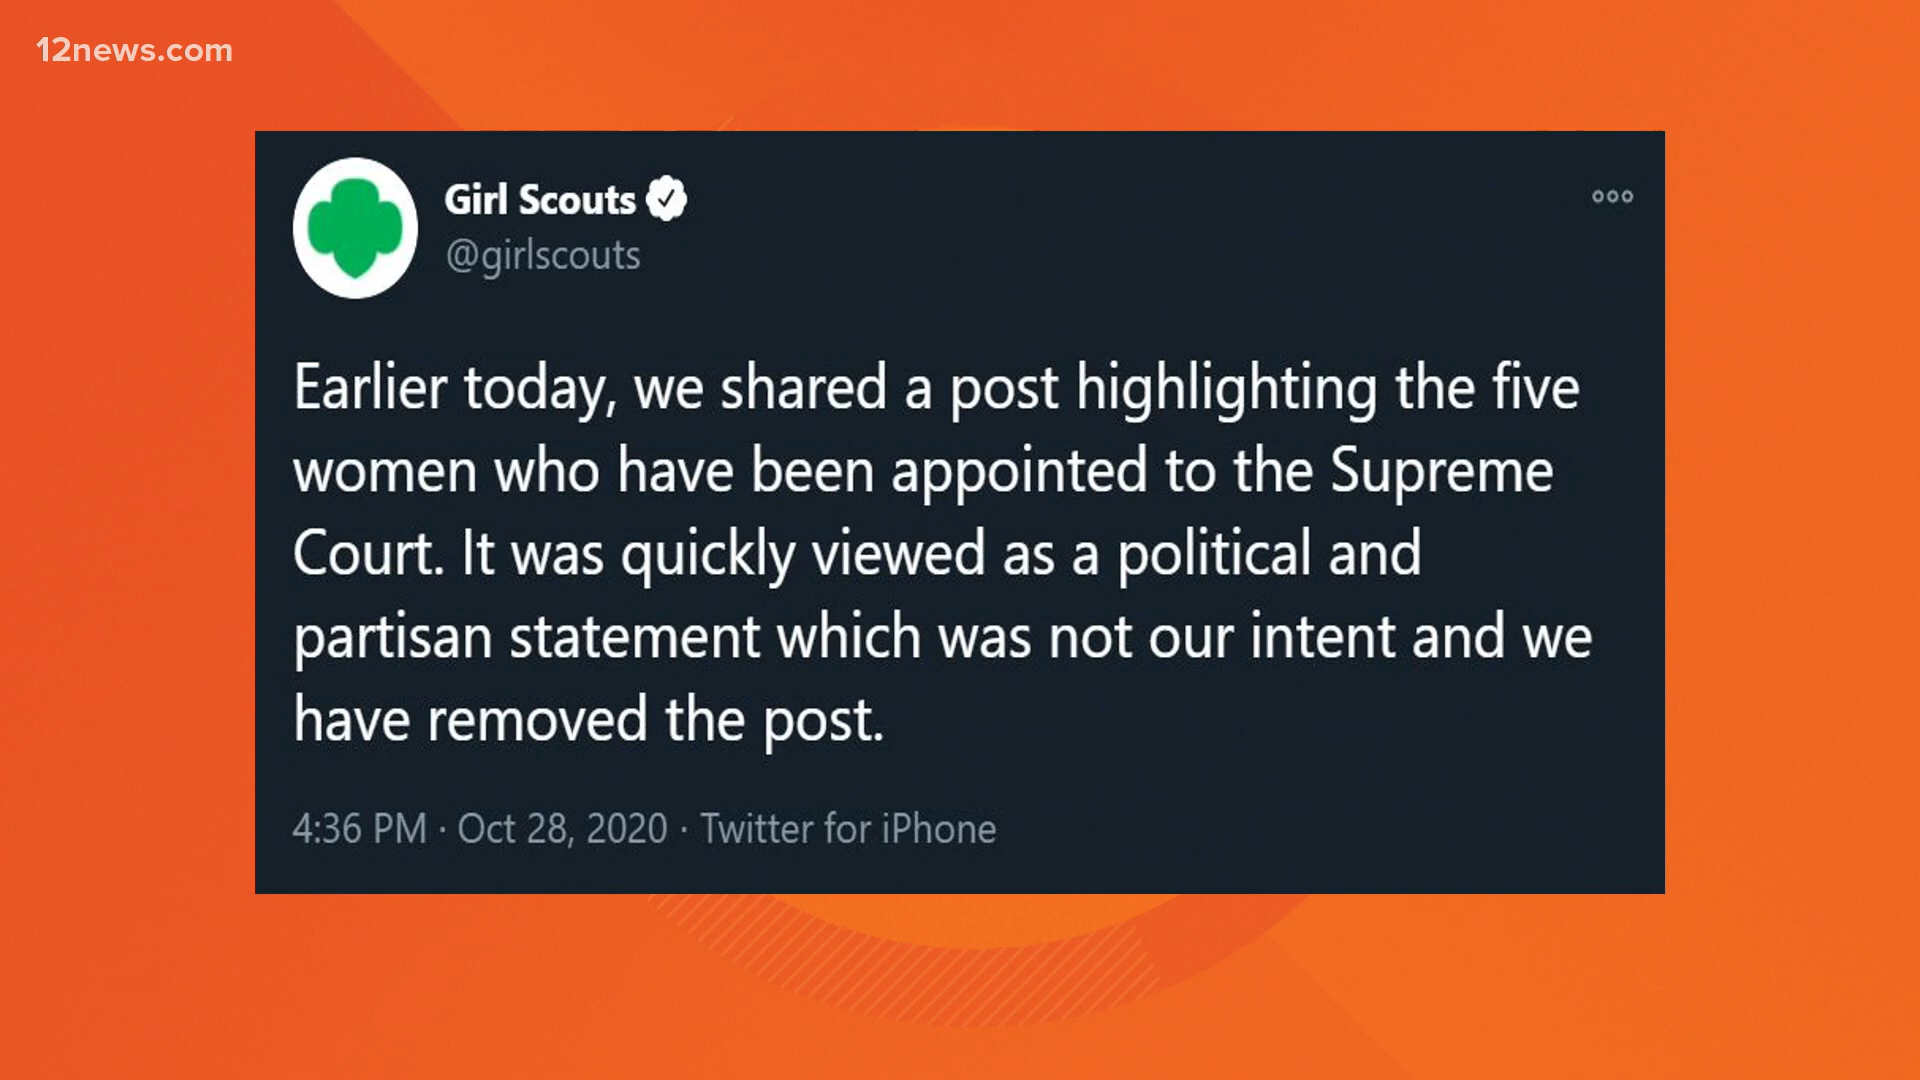 12news.com
Girl Scouts
@girlscouts
Earlier today, we shared a post highlighting the five
women who have been appointed to the Supreme
Court. It was quickly viewed as a political and
partisan statement which was not our intent and we
have removed the post.
4:36 PM · Oct 28, 2020 · Twitter for iPhone